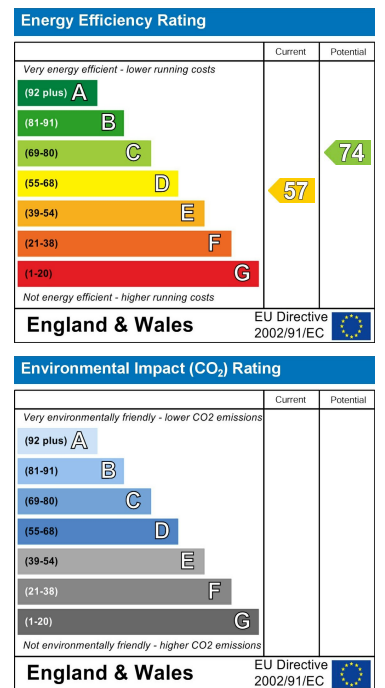 Energy Efficiency Rating
Current Potential
Very energy efficient - lower running costs
(92 plus) A
(81-91) B
(69-80) C
74
(55-68) D
57
(39-54) E
(21-38) F
(1-20) G
Not energy efficient - higher running costs
England & Wales
EU Directive
2002/91/EC
Environmental Impact (CO₂) Rating
Current Potential
Very environmentally friendly - lower CO2 emissions
(92 plus) A
(81-91) B
(69-80) C
(55-68) D
(39-54) E
(21-38) F
(1-20) G
Not environmentally friendly - higher CO2 emissions
England & Wales
EU Directive
2002/91/EC